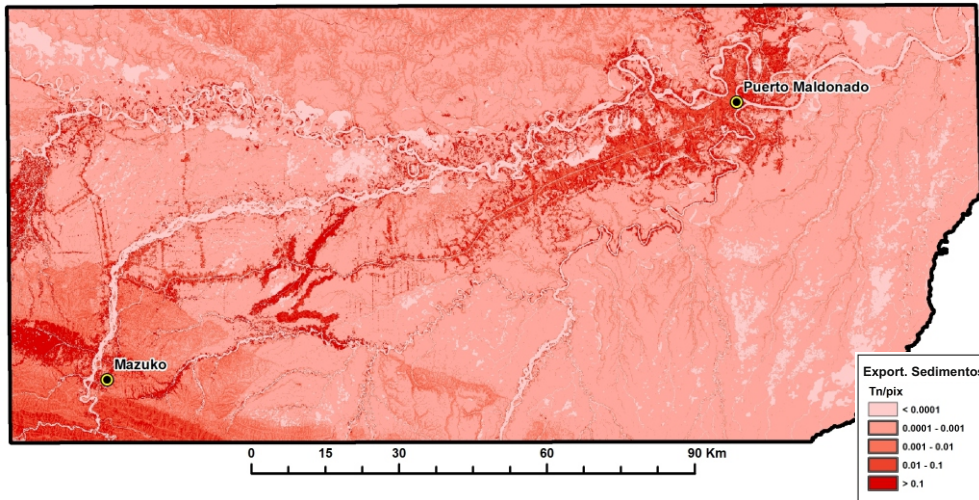 Puerto Maldonado
Mazuko
Export. Sedimentos
Tn/pix
< 0.0001
0.0001 - 0.001
0.001 - 0.01
0.01 - 0.1
> 0.1
0 15 30 60 90 Km